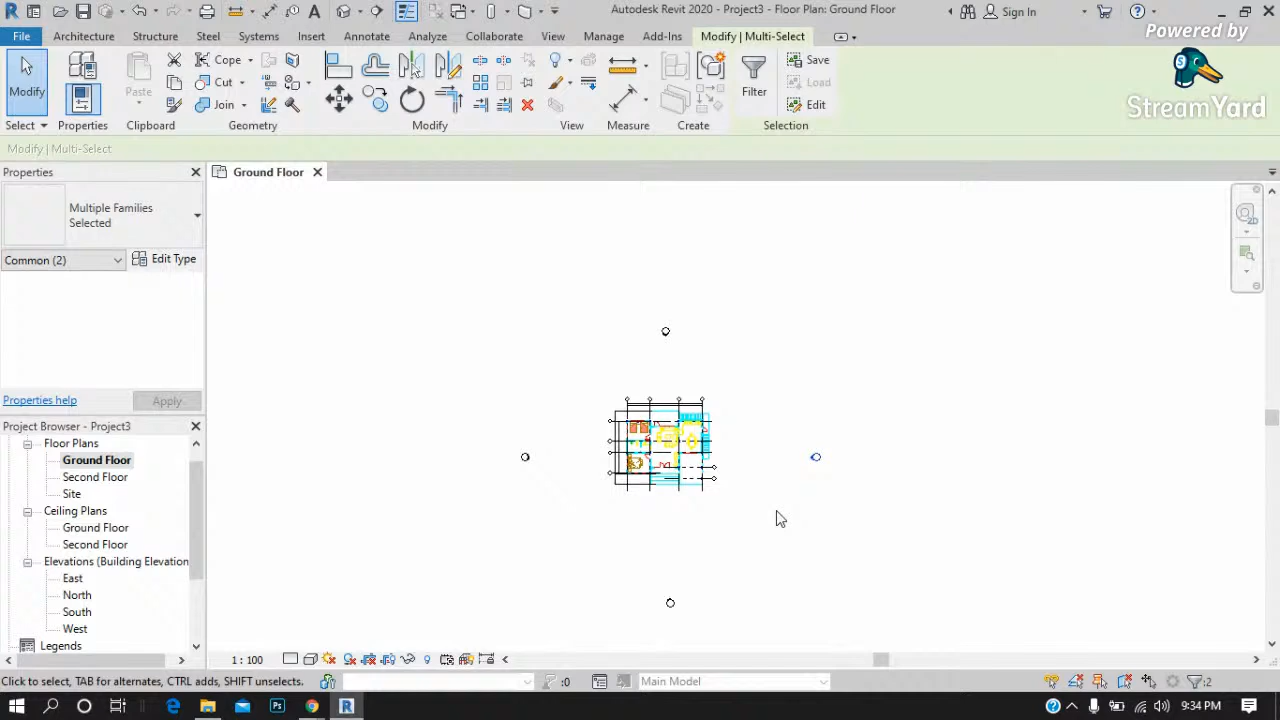 Autodesk Revit 2020 - Project3 - Floor Plan: Ground Floor
Sign In
File Architecture Structure Steel Systems Insert Annotate Analyze Collaborate View Manage Add-Ins Modify | Multi-Select
Powered by
StreamYard
Modify
Paste
Cope
Cut
Join
Filter
Save
Load
Edit
Select Properties Clipboard Geometry Modify View Measure Create Selection
Modify | Multi-Select
Properties
Ground Floor
Multiple Families
Selected
Common (2)
Edit Type
Properties help
Apply
Project Browser - Project3
Floor Plans
Ground Floor
Second Floor
Site
Ceiling Plans
Ground Floor
Second Floor
Elevations (Building Elevation
East
North
South
West
Legends
1 : 100
2D
Click to select, TAB for alternates, CTRL adds, SHIFT unselects.
:0
Main Model
:2
9:34 PM